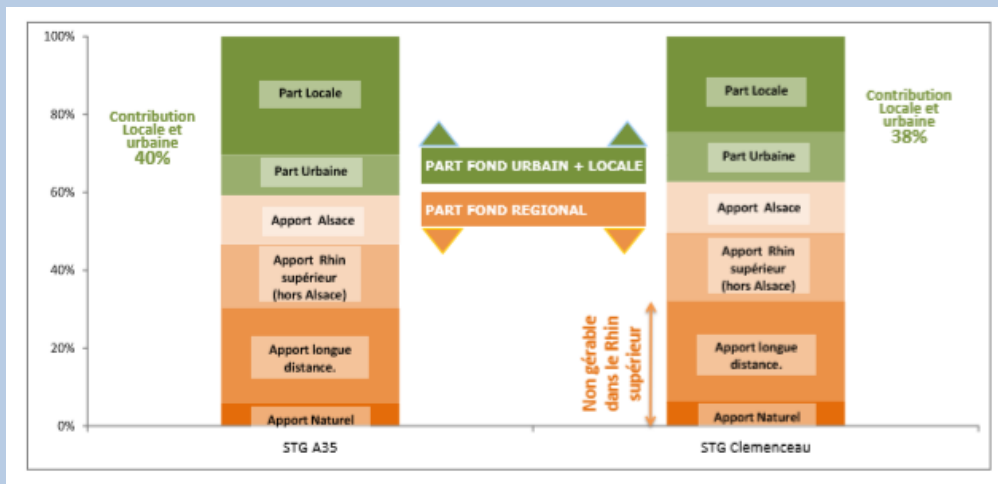 100%
80%
60%
40%
20%
0%
Contribution
Locale et
urbaine
40%
Part Locale
Part Urbaine
Apport Alsace
Apport Rhin
supérieur
(hors Alsace)
Apport longue
distance.
Apport Naturel
STG A35
PART FOND URBAIN + LOCALE
PART FOND REGIONAL
Non gérable
dans le Rhin
supérieur
Part Locale
Part Urbaine
Apport Alsace
Apport Rhin
supérieur
(hors Alsace)
Apport longue
distance.
Apport Naturel
STG Clemenceau
Contribution
Locale et
urbaine
38%